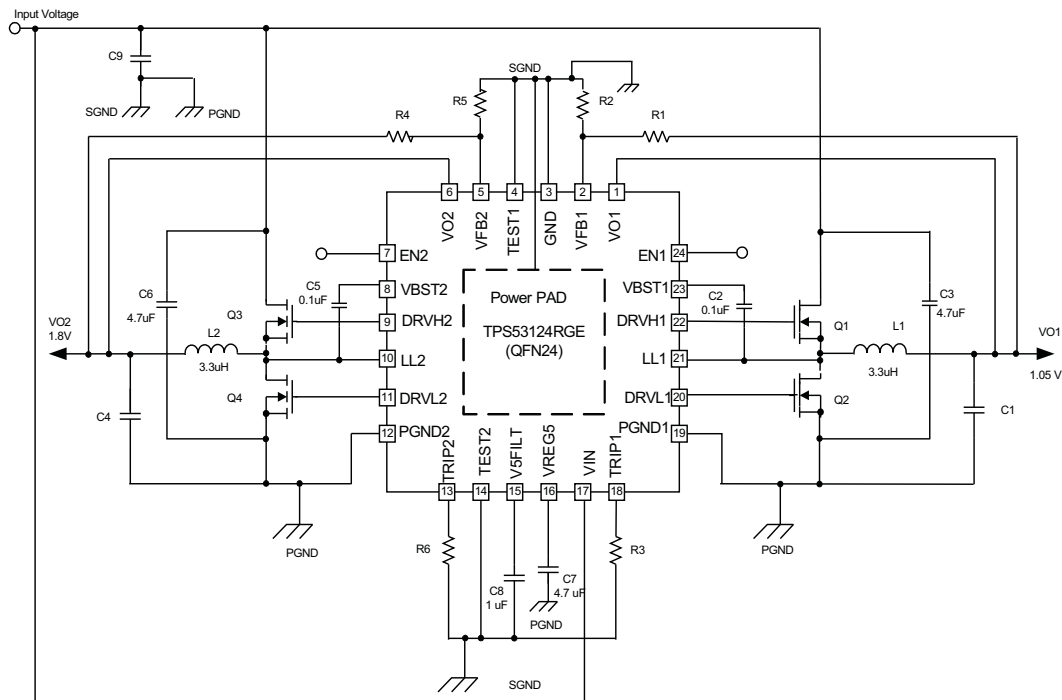 Input Voltage
C9
SGND
PGND
SGND
R5
R2
R4
R1
6
5
4
3
2
1
VO2
VFB2
TEST1
GND
VFB1
VO1
7
EN2
EN1
24
C6
4.7uF
C5
0.1uF
8
VBST2
VBST1
23
C2
0.1uF
C3
4.7uF
Power PAD
TPS53124RGE
(QFN24)
VO2
1.8V
L2
3.3uH
Q3
9
DRVH2
DRVH1
22
Q1
L1
3.3uH
VO1
1.05 V
10
LL2
LL1
21
C4
Q4
11
DRVL2
DRVL1
20
Q2
C1
12
PGND2
PGND1
19
TRIP2
TEST2
V5FILT
VREG5
VIN
TRIP1
13
14
15
16
17
18
PGND
PGND
R6
C8
1 uF
C7
4.7 uF
R3
PGND
SGND